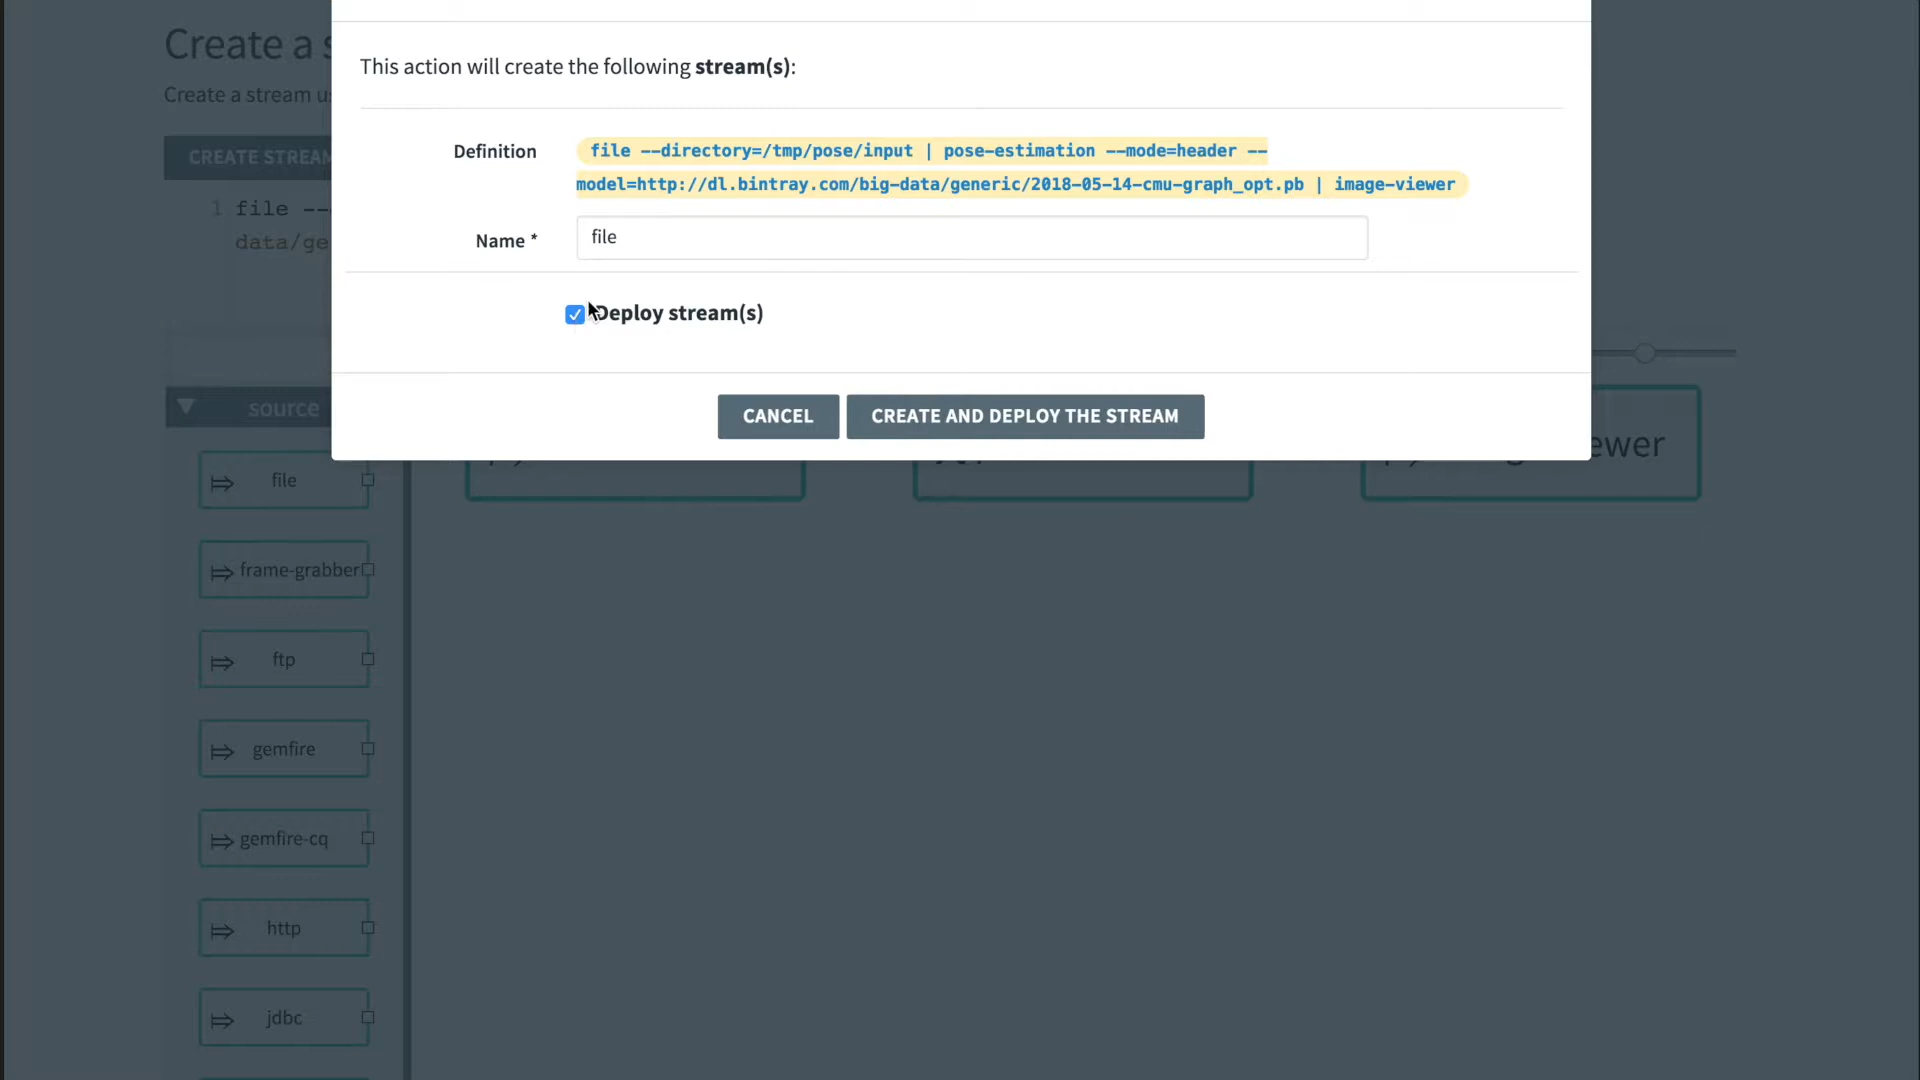 Create a s
This action will create the following stream(s):
Create a stream us
Definition
file --directory=/tmp/pose/input | pose-estimation --mode=header --
model=http://dl.bintray.com/big-data/generic/2018-05-14-cmu-graph_opt.pb | image-viewer
CREATE STREAM
1 file --
Name *
file
data/ge
Deploy stream(s)
source
CANCEL
CREATE AND DEPLOY THE STREAM
ewer
file
frame-grabber
ftp
gemfire
gemfire-cq
http
jdbc